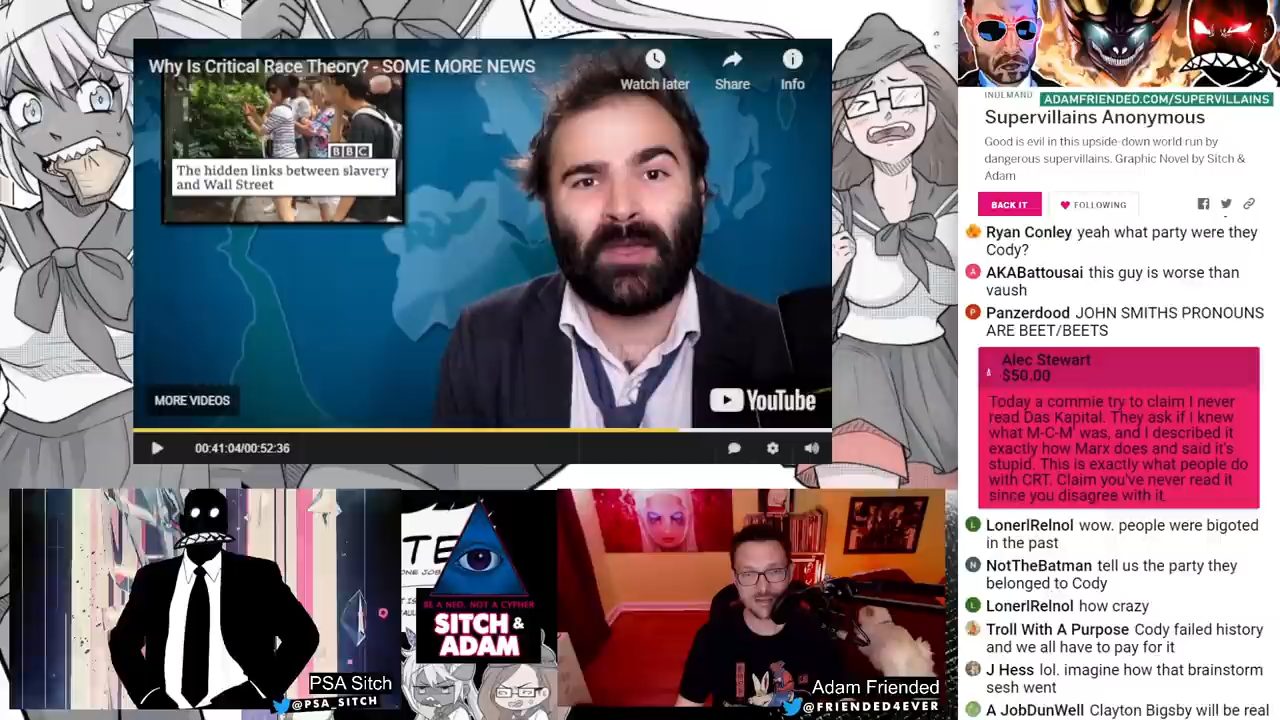 Why Is Critical Race Theory? - SOME MORE NEWS
Watch later
Share
Info
BBC
The hidden links between slavery
and Wall Street
MORE VIDEOS
YouTube
00:41:04/00:52:36
ADAMFRIENDED.COM/SUPERVILLAINS
INDEMAND
Supervillains Anonymous
Good is evil in this upside-down world run by
dangerous supervillains. Graphic Novel by Sitch &
Adam
BACK IT
FOLLOWING
Ryan Conley yeah what party were they
Cody?
AKABattousai this guy is worse than
vaush
Panzerdood JOHN SMITHS PRONOUNS
ARE BEET/BEETS
Alec Stewart
$50.00
Today a commie try to claim I never
read Das Kapital. They ask if I knew
what M-C-M' was, and I described it
exactly how Marx does and said it's
stupid. This is exactly what people do
with CRT. Claim you've never read it
since you disagree with it.
LonerIRelnol wow. people were bigoted
in the past
NotTheBatman tell us the party they
belonged to Cody
LonerIRelnol how crazy
Troll With A Purpose Cody failed history
and we all have to pay for it
J Hess lol. imagine how that brainstorm
sesh went
A JobDunWell Clayton Bigsby will be real
PSA Sitch
@PSA_SITCH
BE A NEO, NOT A CYPHER
SITCH &
ADAM
Adam Friended
@FRIENDED4EVER